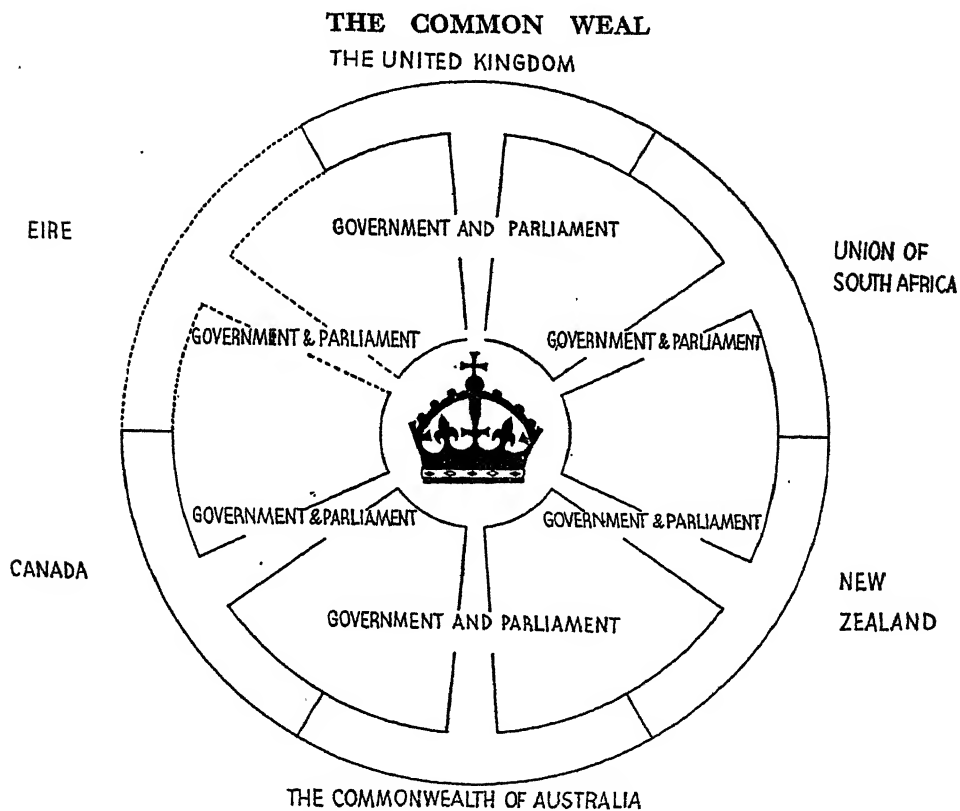 THE COMMON WEAL
THE UNITED KINGDOM
GOVERNMENT AND PARLIAMENT
EIRE
UNION OF
SOUTH AFRICA
GOVERNMENT & PARLIAMENT
GOVERNMENT & PARLIAMENT
GOVERNMENT & PARLIAMENT
GOVERNMENT & PARLIAMENT
CANADA
NEW
ZEALAND
GOVERNMENT AND PARLIAMENT
THE COMMONWEALTH OF AUSTRALIA